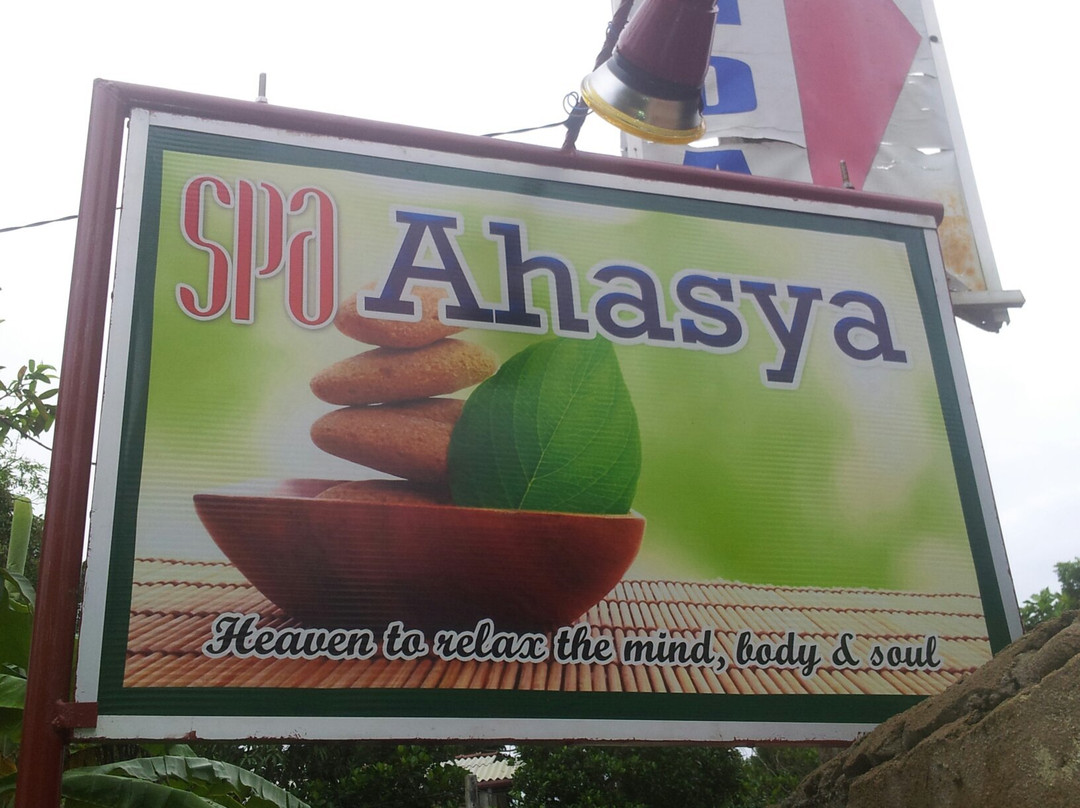 spa Ahasya
Heaven to relax the mind, body & soul